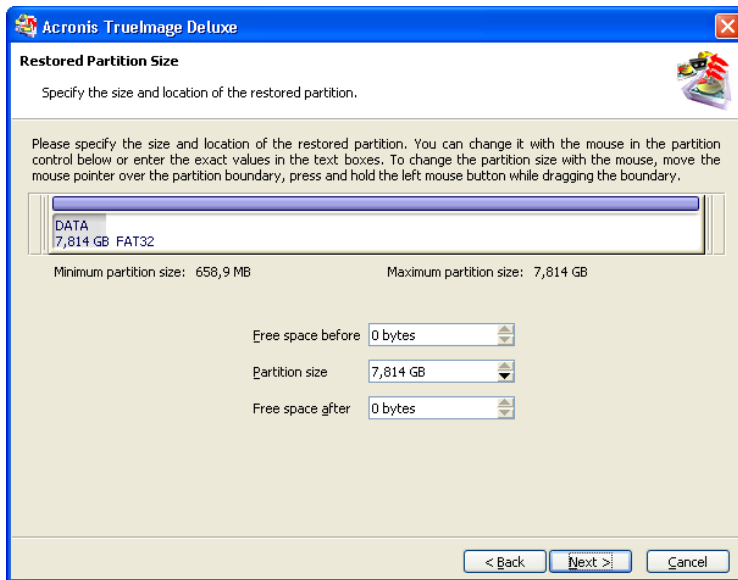 Acronis TrueImage Deluxe
Restored Partition Size
Specify the size and location of the restored partition.
Please specify the size and location of the restored partition. You can change it with the mouse in the partition
control below or enter the exact values in the text boxes. To change the partition size with the mouse, move the
mouse pointer over the partition boundary, press and hold the left mouse button while dragging the boundary.
DATA
7,814 GB FAT32
Minimum partition size: 658,9 MB Maximum partition size: 7,814 GB
Free space before 0 bytes
Partition size 7,814 GB
Free space after 0 bytes
< Back Next > Cancel